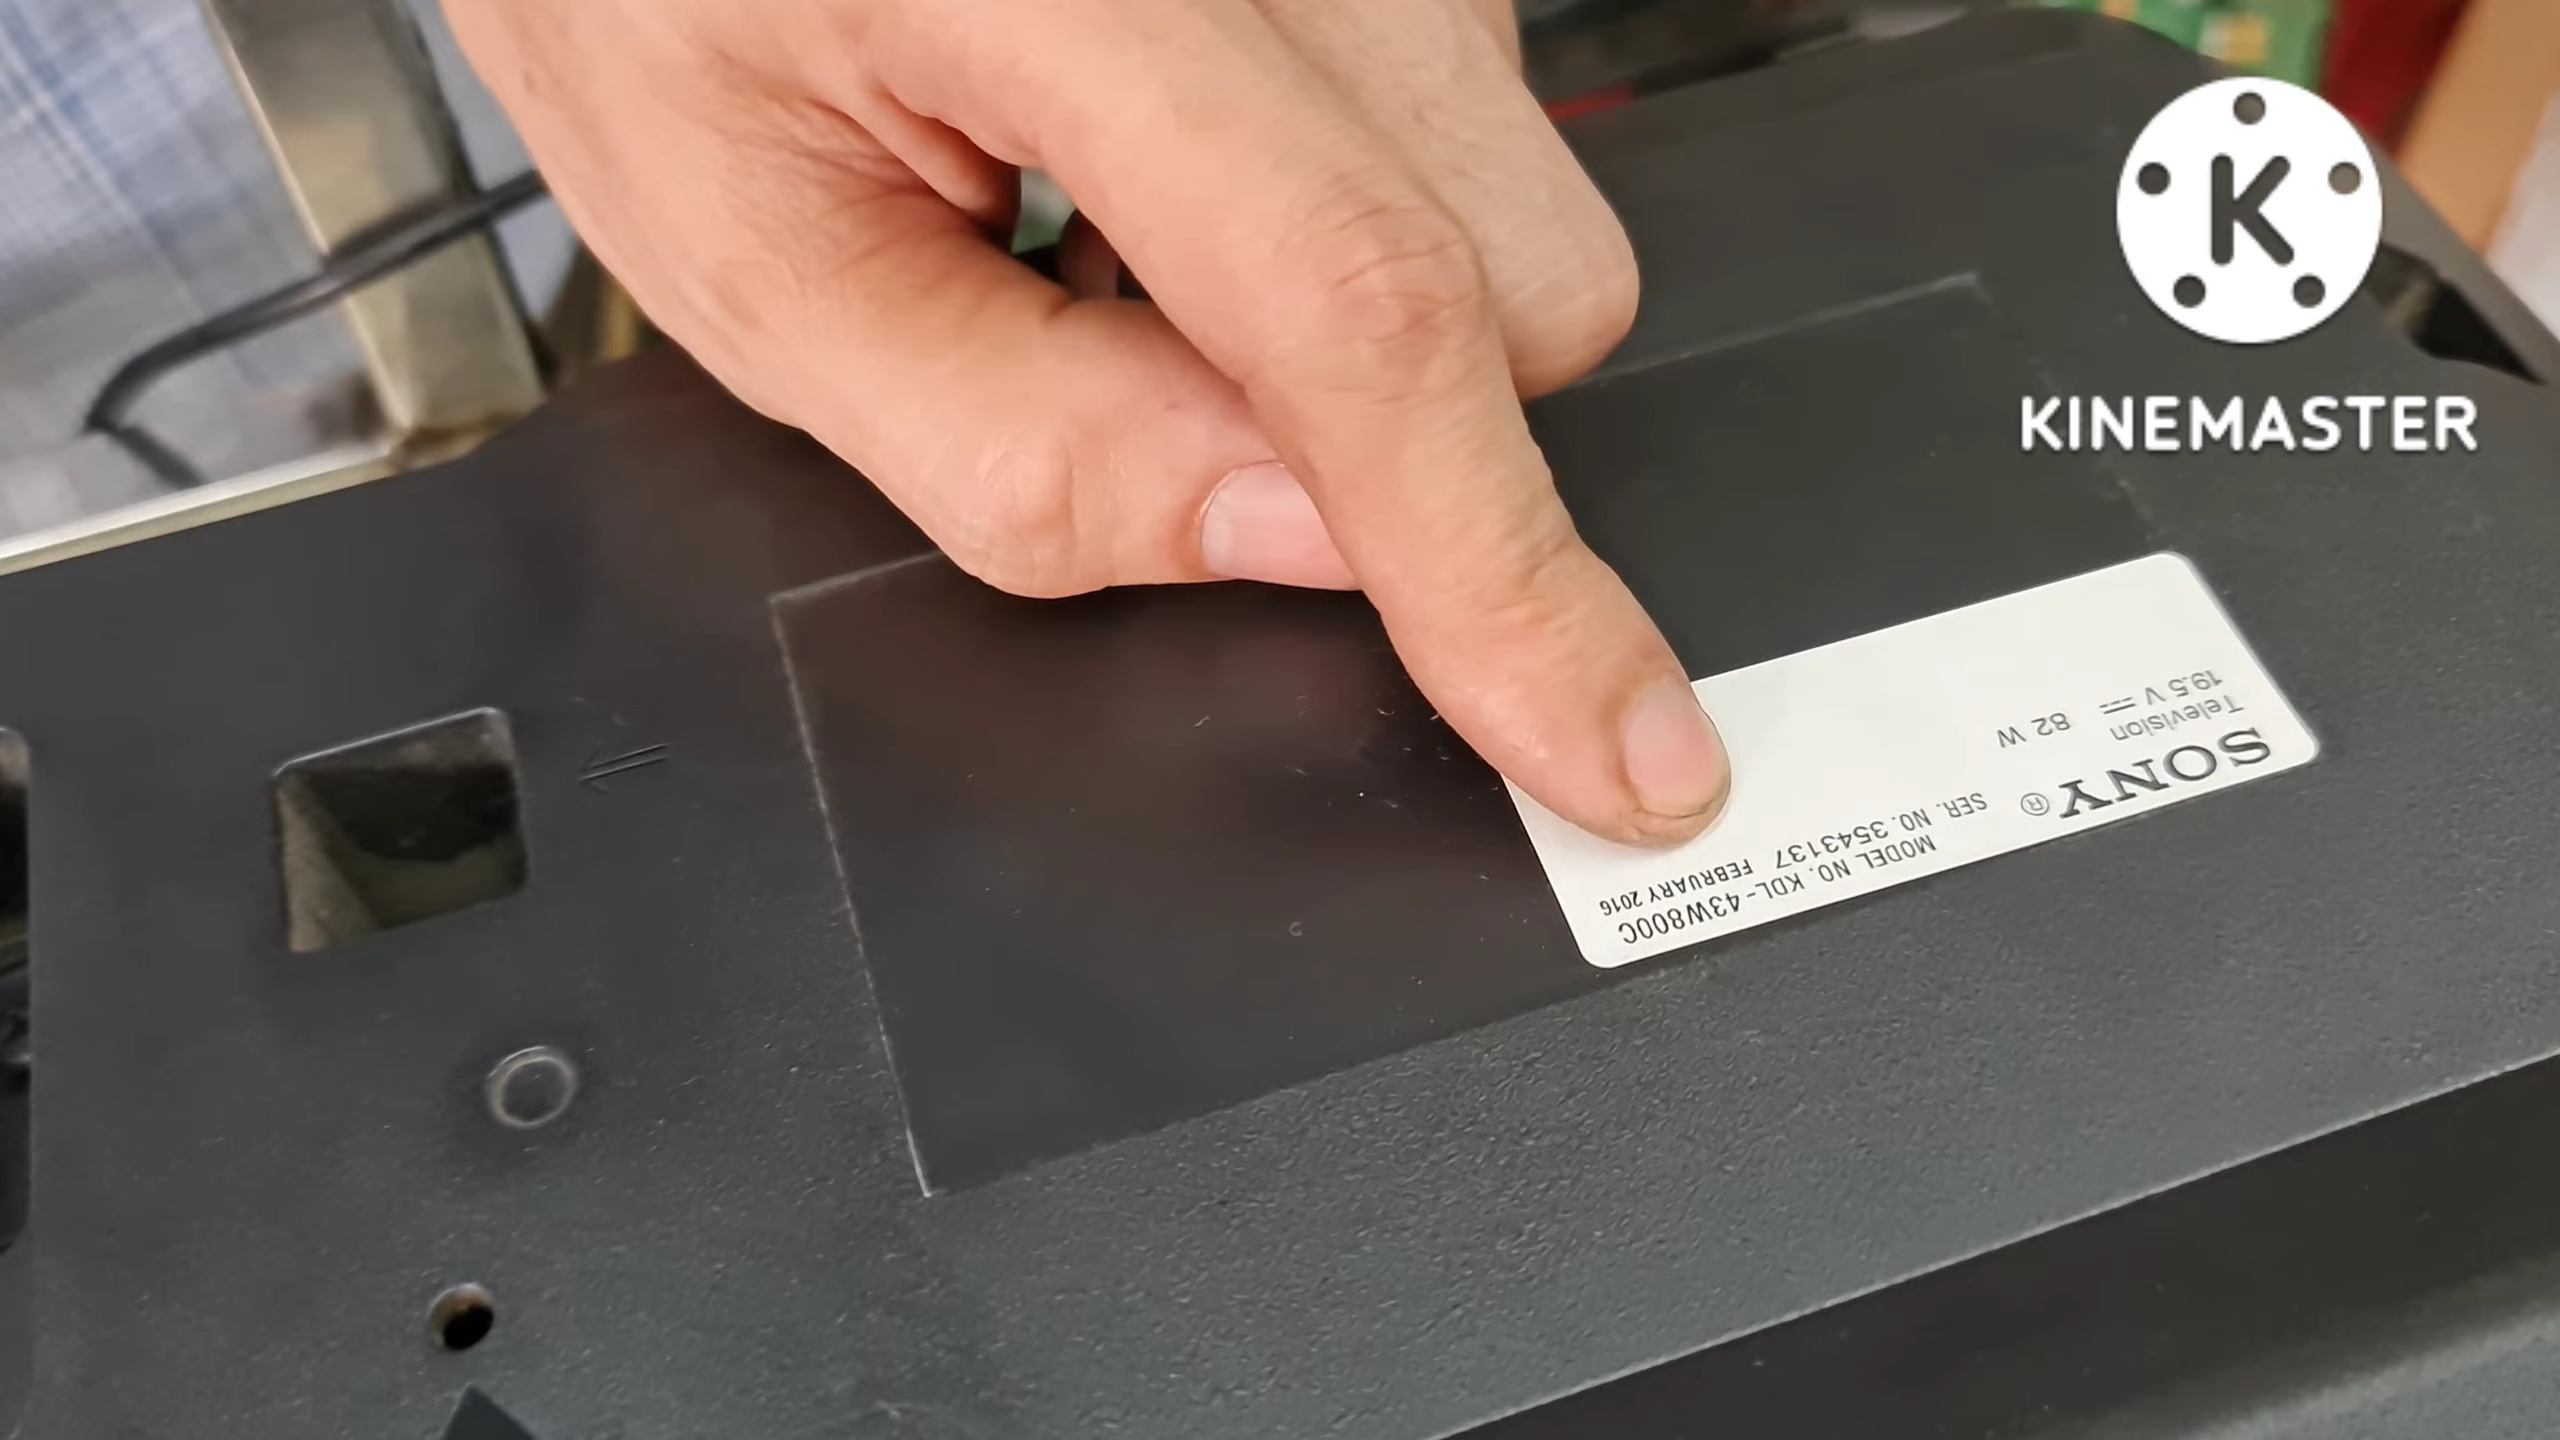 K
KINEMASTER
SONY®
Television
19.5 V ⎓ 82 W
MODEL NO. KDL-43W800C
SER. NO. 3543137 FEBRUARY 2016